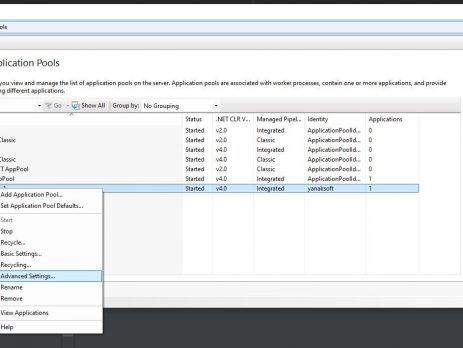 ols
plication Pools
you view and manage the list of application pools on the server. Application pools are associated with worker processes, contain one or more applications, and provide
ng different applications.
Go Show All Group by: No Grouping
Status .NET CLR V... Managed Pipel... Identity Applications
Started v2.0 Integrated ApplicationPoolId... 0
Classic Started v2.0 Classic ApplicationPoolId... 0
Started v4.0 Integrated ApplicationPoolId... 0
Classic Started v4.0 Classic ApplicationPoolId... 0
T AppPool Started v2.0 Classic ApplicationPoolId... 0
pPool Started v4.0 Integrated ApplicationPoolId... 1
Started v4.0 Integrated yanaksoft 1
Add Application Pool...
Set Application Pool Defaults...
Start
Stop
Recycle...
Basic Settings...
Recycling...
Advanced Settings...
Rename
Remove
View Applications
Help